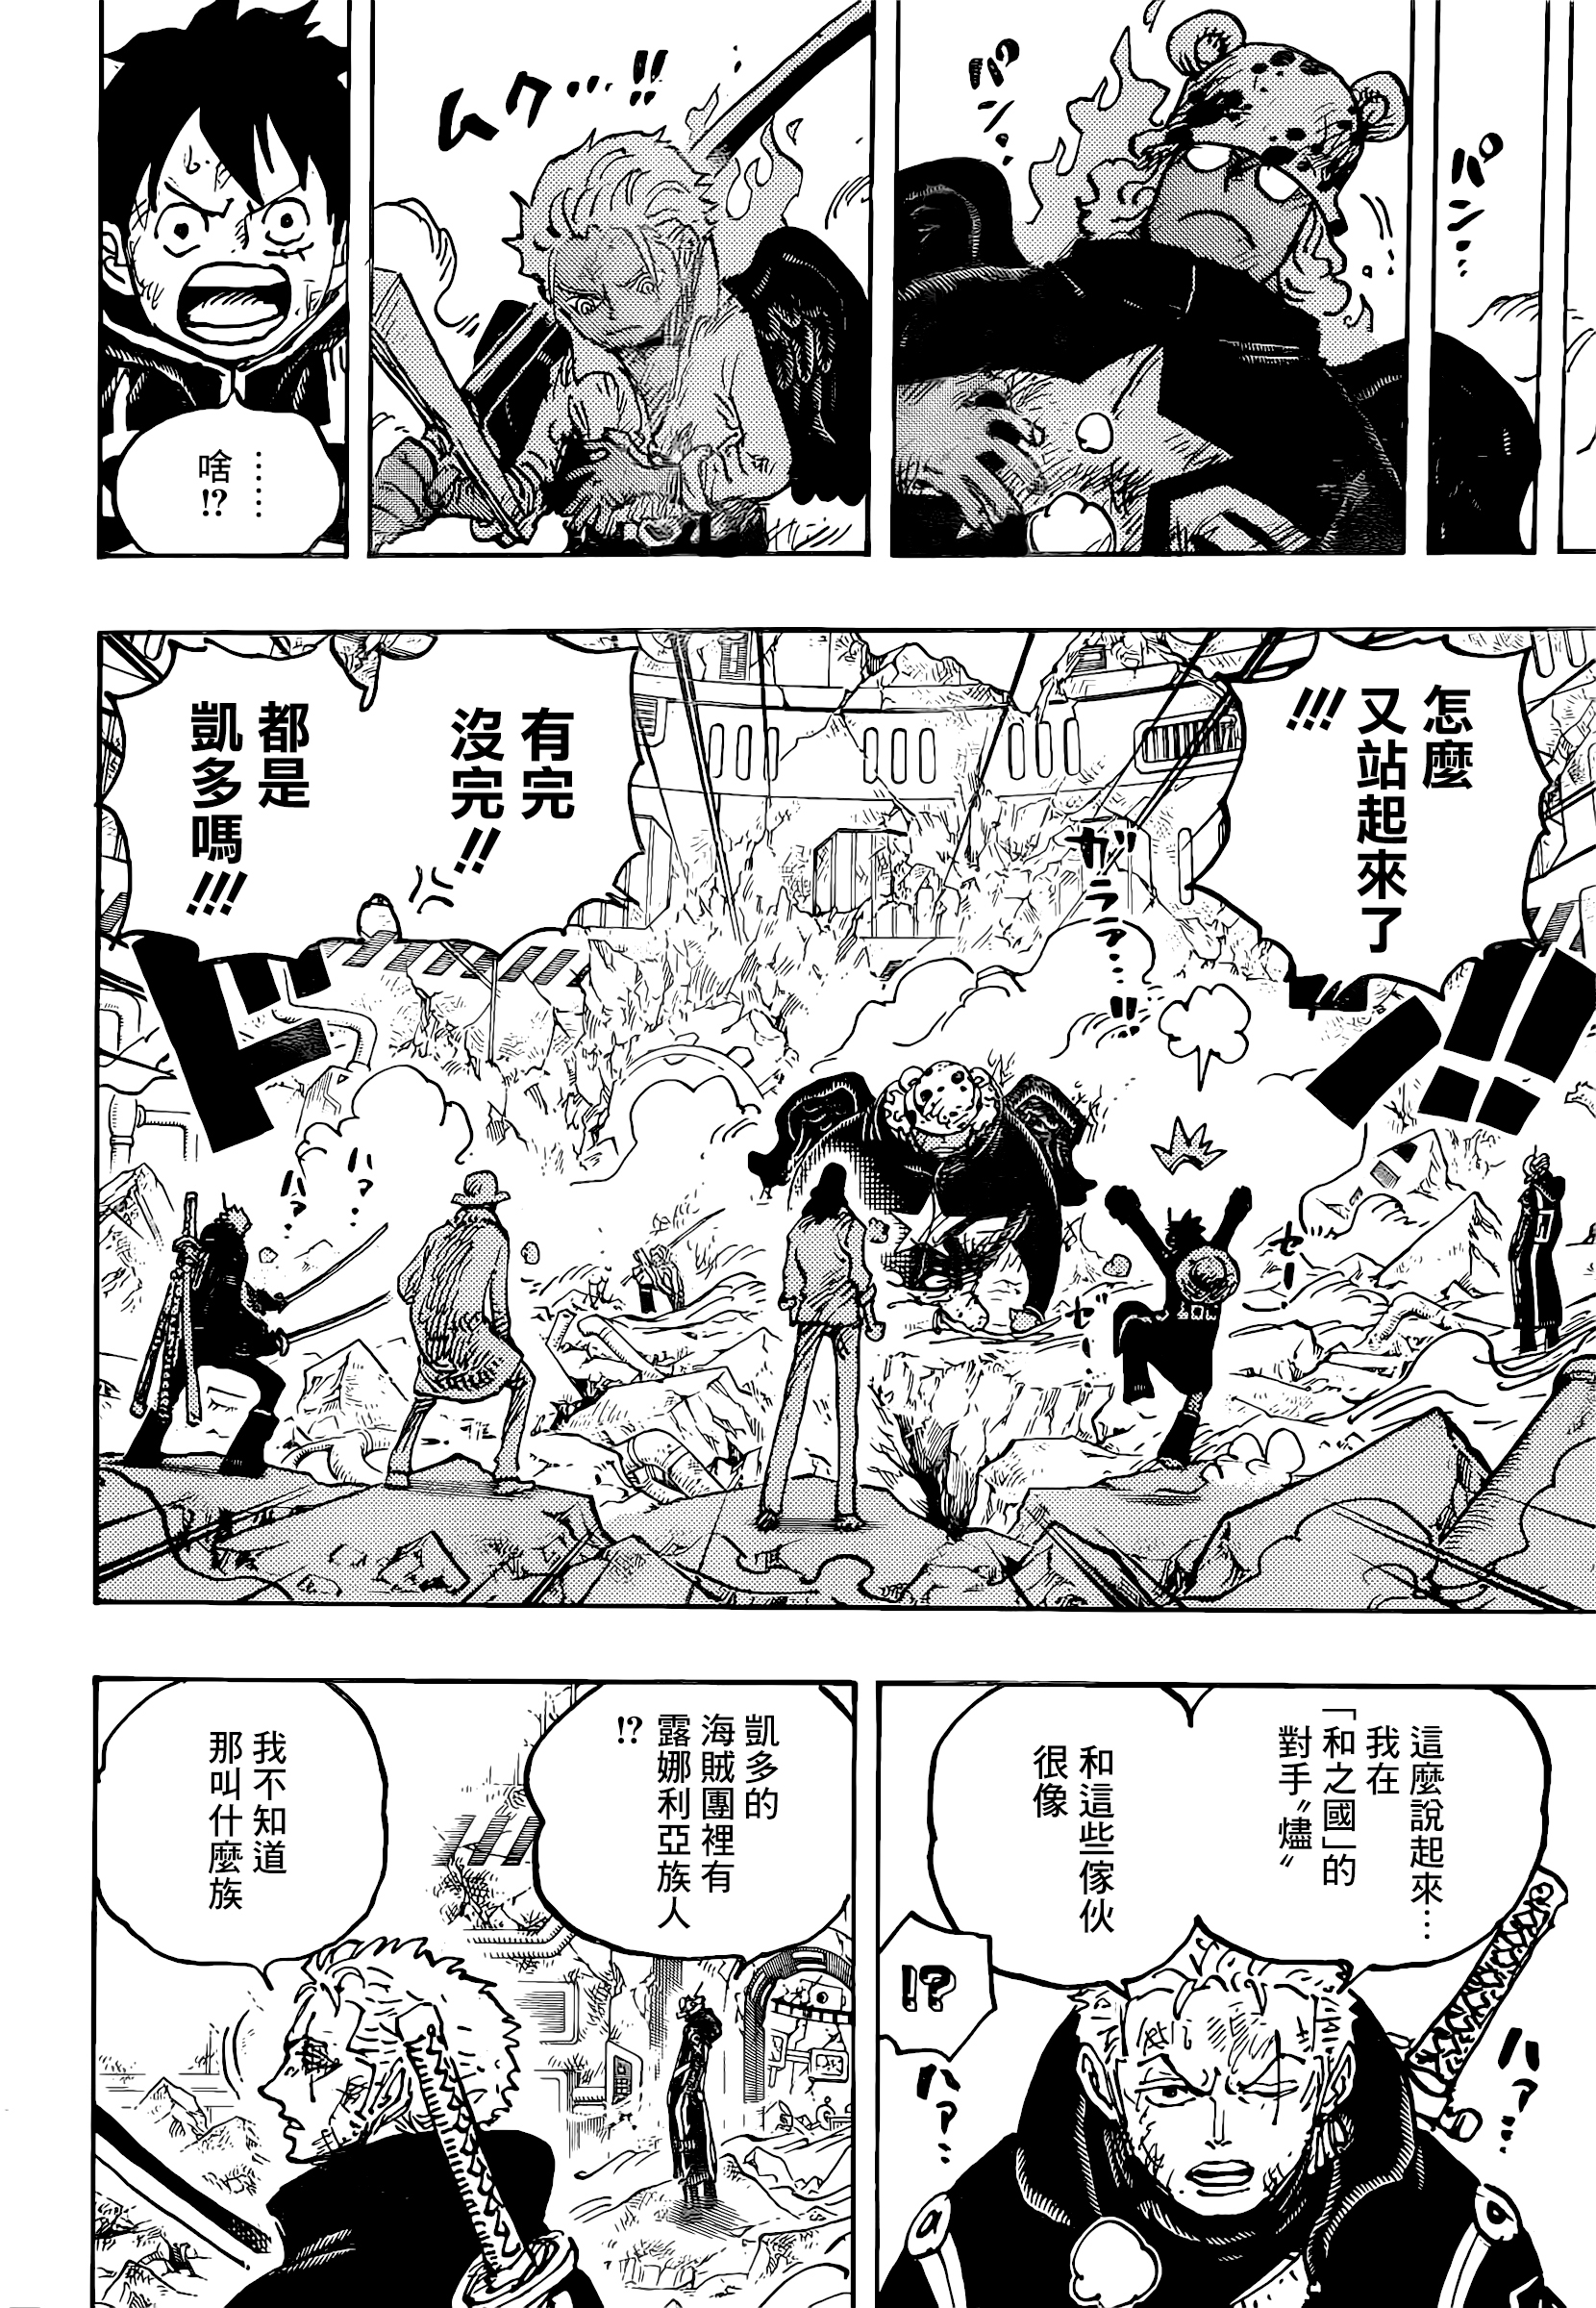 パン…
パン…
ムク…!!
……
啥!?
怎麼
又站起來了
!!!
有完
沒完!!
都是
凱多嗎!!!
ガラァ…!!
ド
!!
ハァ…
ハァ…
ゼー
ゼー…
這麼說起來…
我在
「和之國」的
對手〝燼〞
和這些傢伙
很像
!?
ハァ…
ハァ…
凱多的
海賊團裡有
露娜利亞族人
!?
我不知道
那叫什麼族